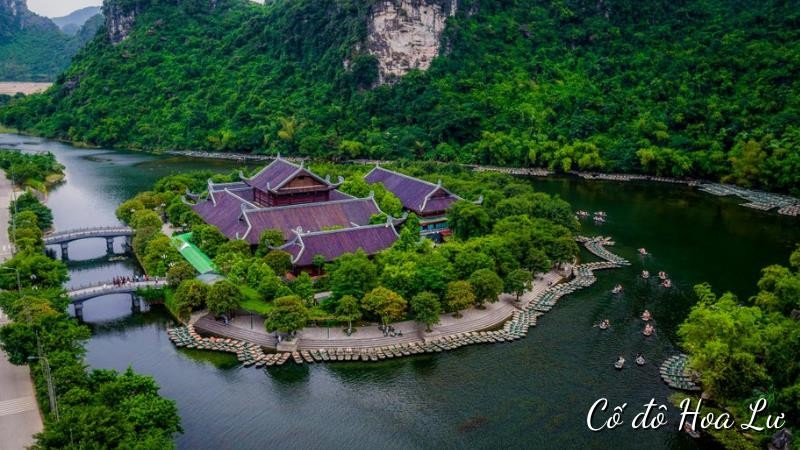 Cố đô Hoa Lư